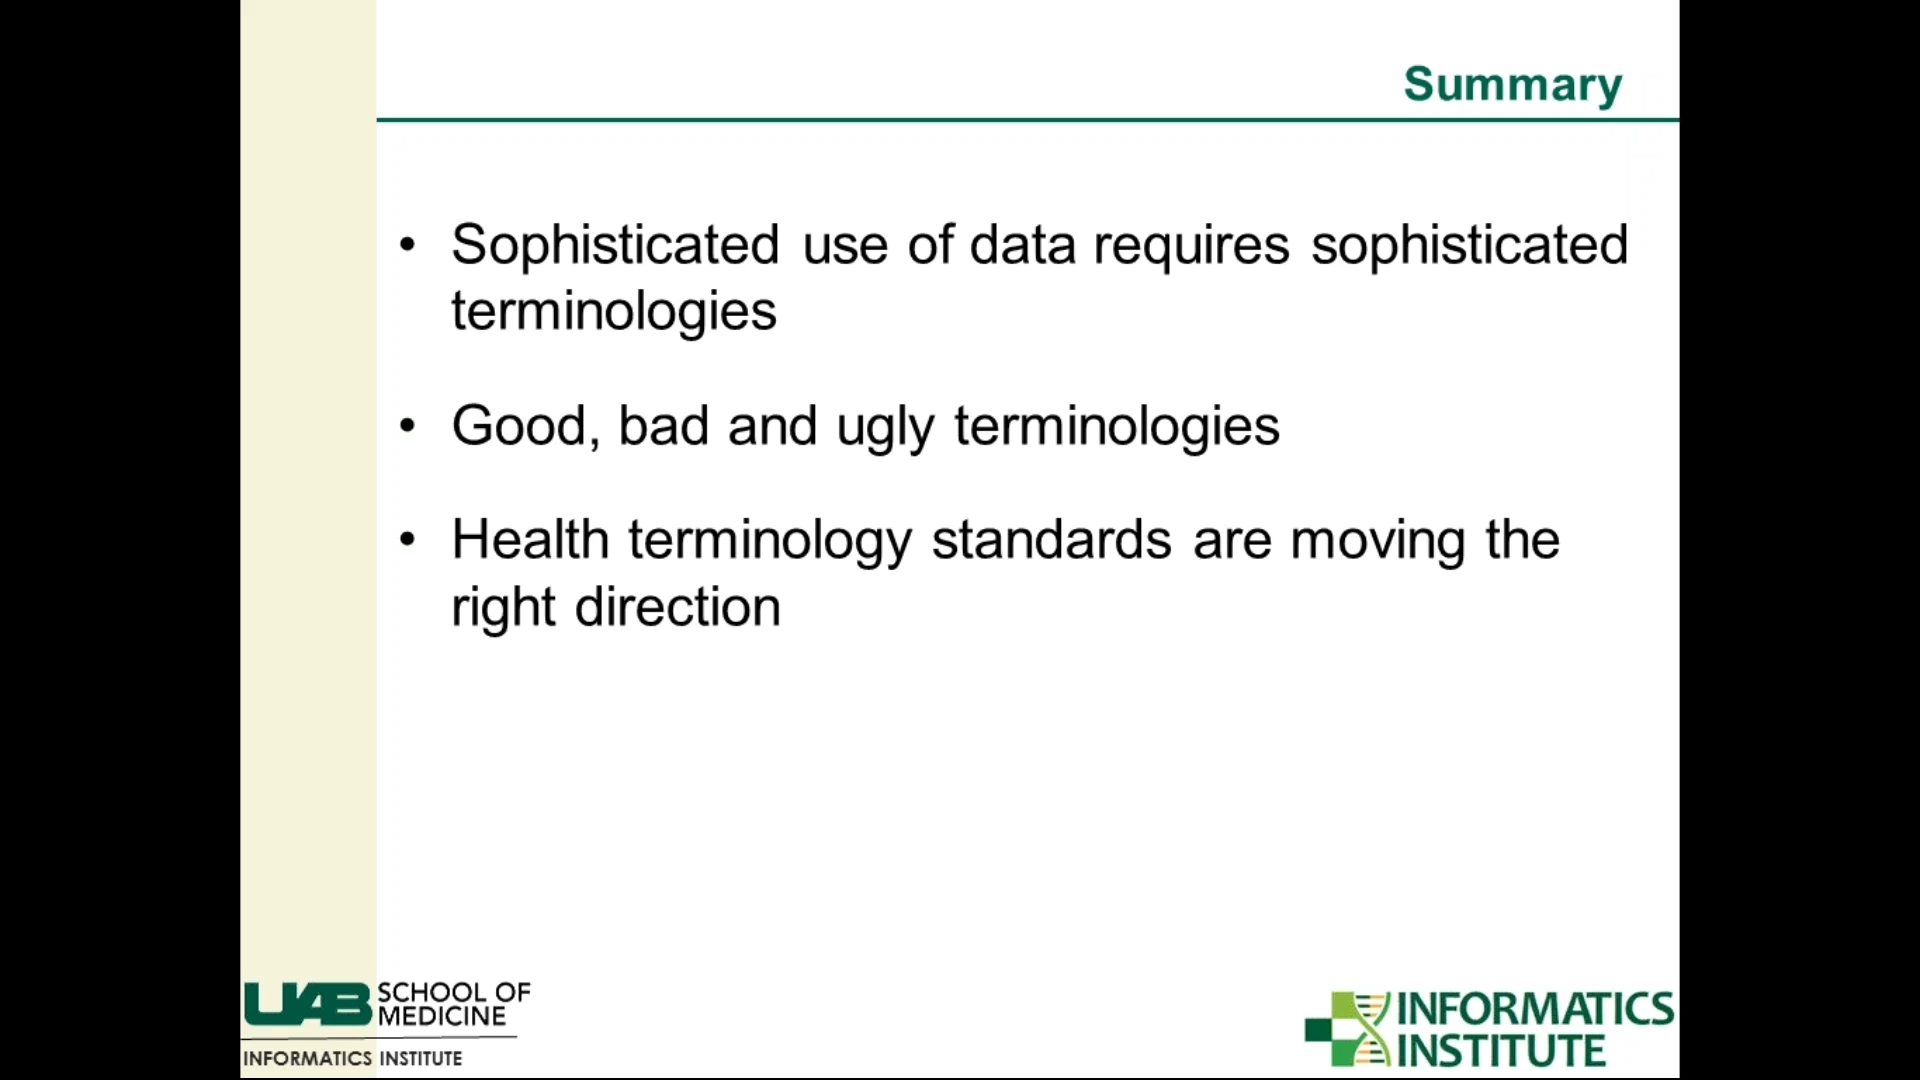 Summary
• Sophisticated use of data requires sophisticated
terminologies
• Good, bad and ugly terminologies
• Health terminology standards are moving the
right direction
UAB SCHOOL OF
MEDICINE
INFORMATICS INSTITUTE
INFORMATICS
INSTITUTE